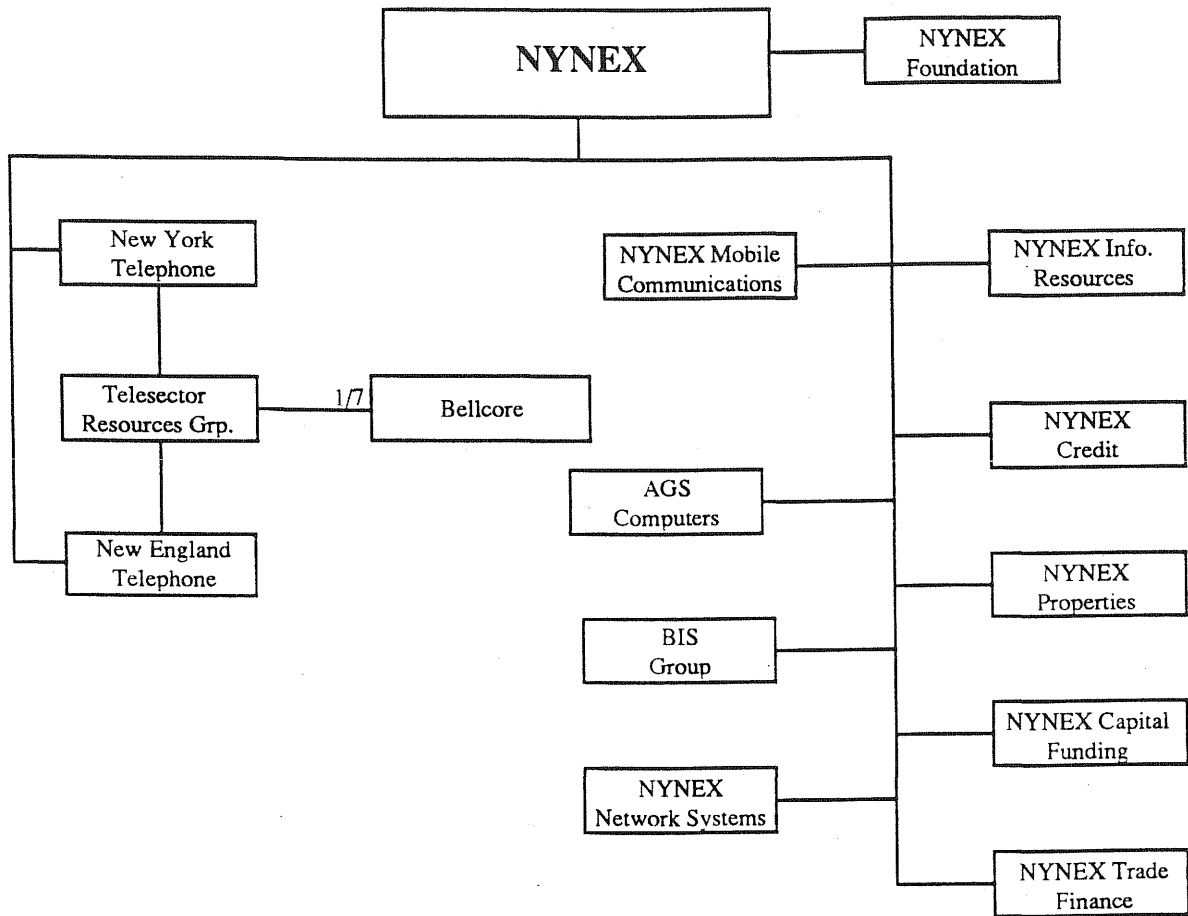 NYNEX
NYNEX
Foundation
New York
Telephone
NYNEX Mobile
Communications
NYNEX Info.
Resources
Telesector
Resources Grp.
1/7
Bellcore
NYNEX
Credit
AGS
Computers
New England
Telephone
NYNEX
Properties
BIS
Group
NYNEX Capital
Funding
NYNEX
Network Systems
NYNEX Trade
Finance